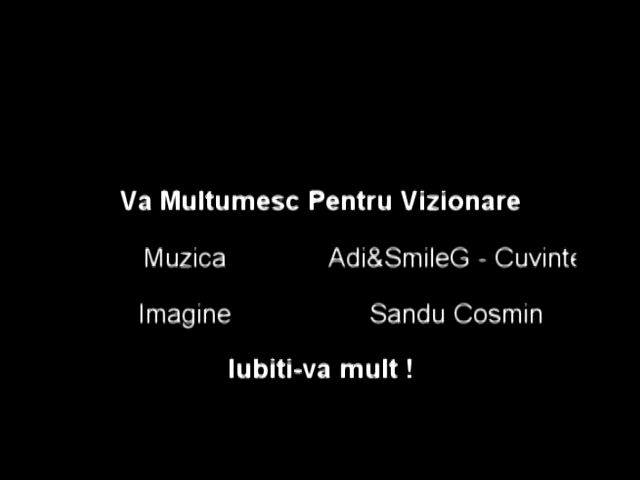 Va Multumesc Pentru Vizionare
Muzica Adi&SmileG - Cuvinte
Imagine Sandu Cosmin
Iubiti-va mult !